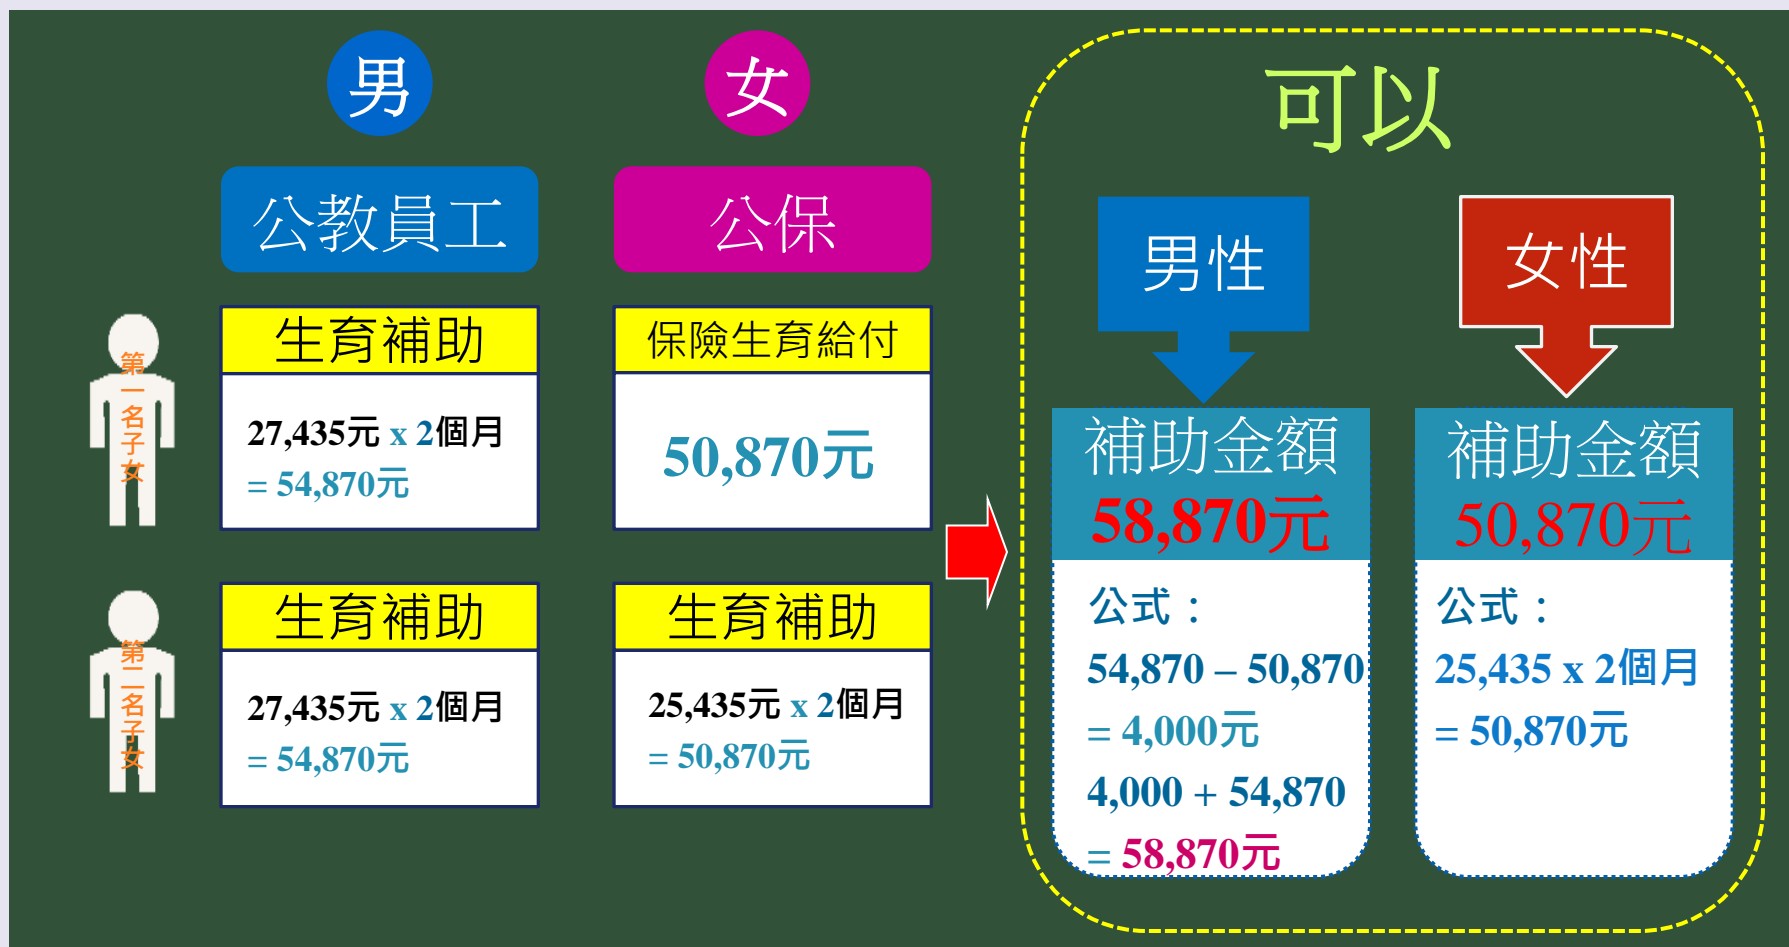 男
女
公教員工
公保
第一名子女
生育補助
27,435元 x 2個月
= 54,870元
保險生育給付
50,870元
第二名子女
生育補助
27,435元 x 2個月
= 54,870元
生育補助
25,435元 x 2個月
= 50,870元
可以
男性
補助金額
58,870元
公式：
54,870 – 50,870
= 4,000元
4,000 + 54,870
= 58,870元
女性
補助金額
50,870元
公式：
25,435 x 2個月
= 50,870元